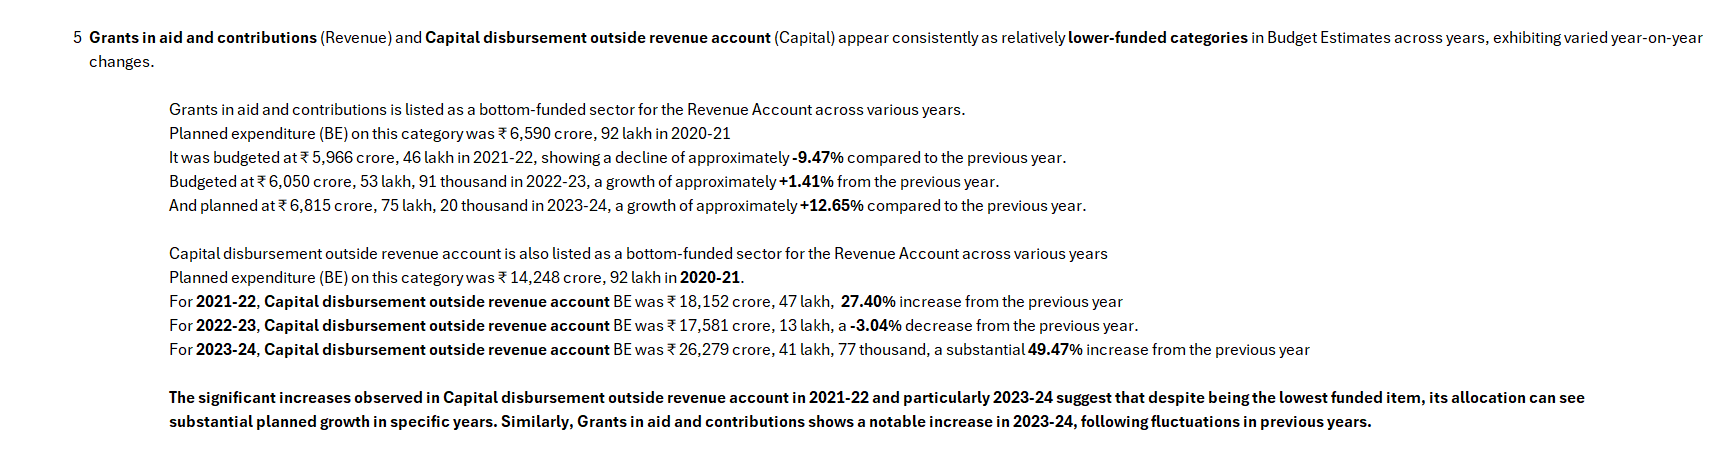 5 Grants in aid and contributions (Revenue) and Capital disbursement outside revenue account (Capital) appear consistently as relatively lower-funded categories in Budget Estimates across years, exhibiting varied year-on-year
changes.
Grants in aid and contributions is listed as a bottom-funded sector for the Revenue Account across various years.
Planned expenditure (BE) on this category was ₹ 6,590 crore, 92 lakh in 2020-21
It was budgeted at ₹ 5,966 crore, 46 lakh in 2021-22, showing a decline of approximately -9.47% compared to the previous year.
Budgeted at ₹ 6,050 crore, 53 lakh, 91 thousand in 2022-23, a growth of approximately +1.41% from the previous year.
And planned at ₹ 6,815 crore, 75 lakh, 20 thousand in 2023-24, a growth of approximately +12.65% compared to the previous year.
Capital disbursement outside revenue account is also listed as a bottom-funded sector for the Revenue Account across various years
Planned expenditure (BE) on this category was ₹ 14,248 crore, 92 lakh in 2020-21.
For 2021-22, Capital disbursement outside revenue account BE was ₹ 18,152 crore, 47 lakh, 27.40% increase from the previous year
For 2022-23, Capital disbursement outside revenue account BE was ₹ 17,581 crore, 13 lakh, a -3.04% decrease from the previous year.
For 2023-24, Capital disbursement outside revenue account BE was ₹ 26,279 crore, 41 lakh, 77 thousand, a substantial 49.47% increase from the previous year
The significant increases observed in Capital disbursement outside revenue account in 2021-22 and particularly 2023-24 suggest that despite being the lowest funded item, its allocation can see
substantial planned growth in specific years. Similarly, Grants in aid and contributions shows a notable increase in 2023-24, following fluctuations in previous years.